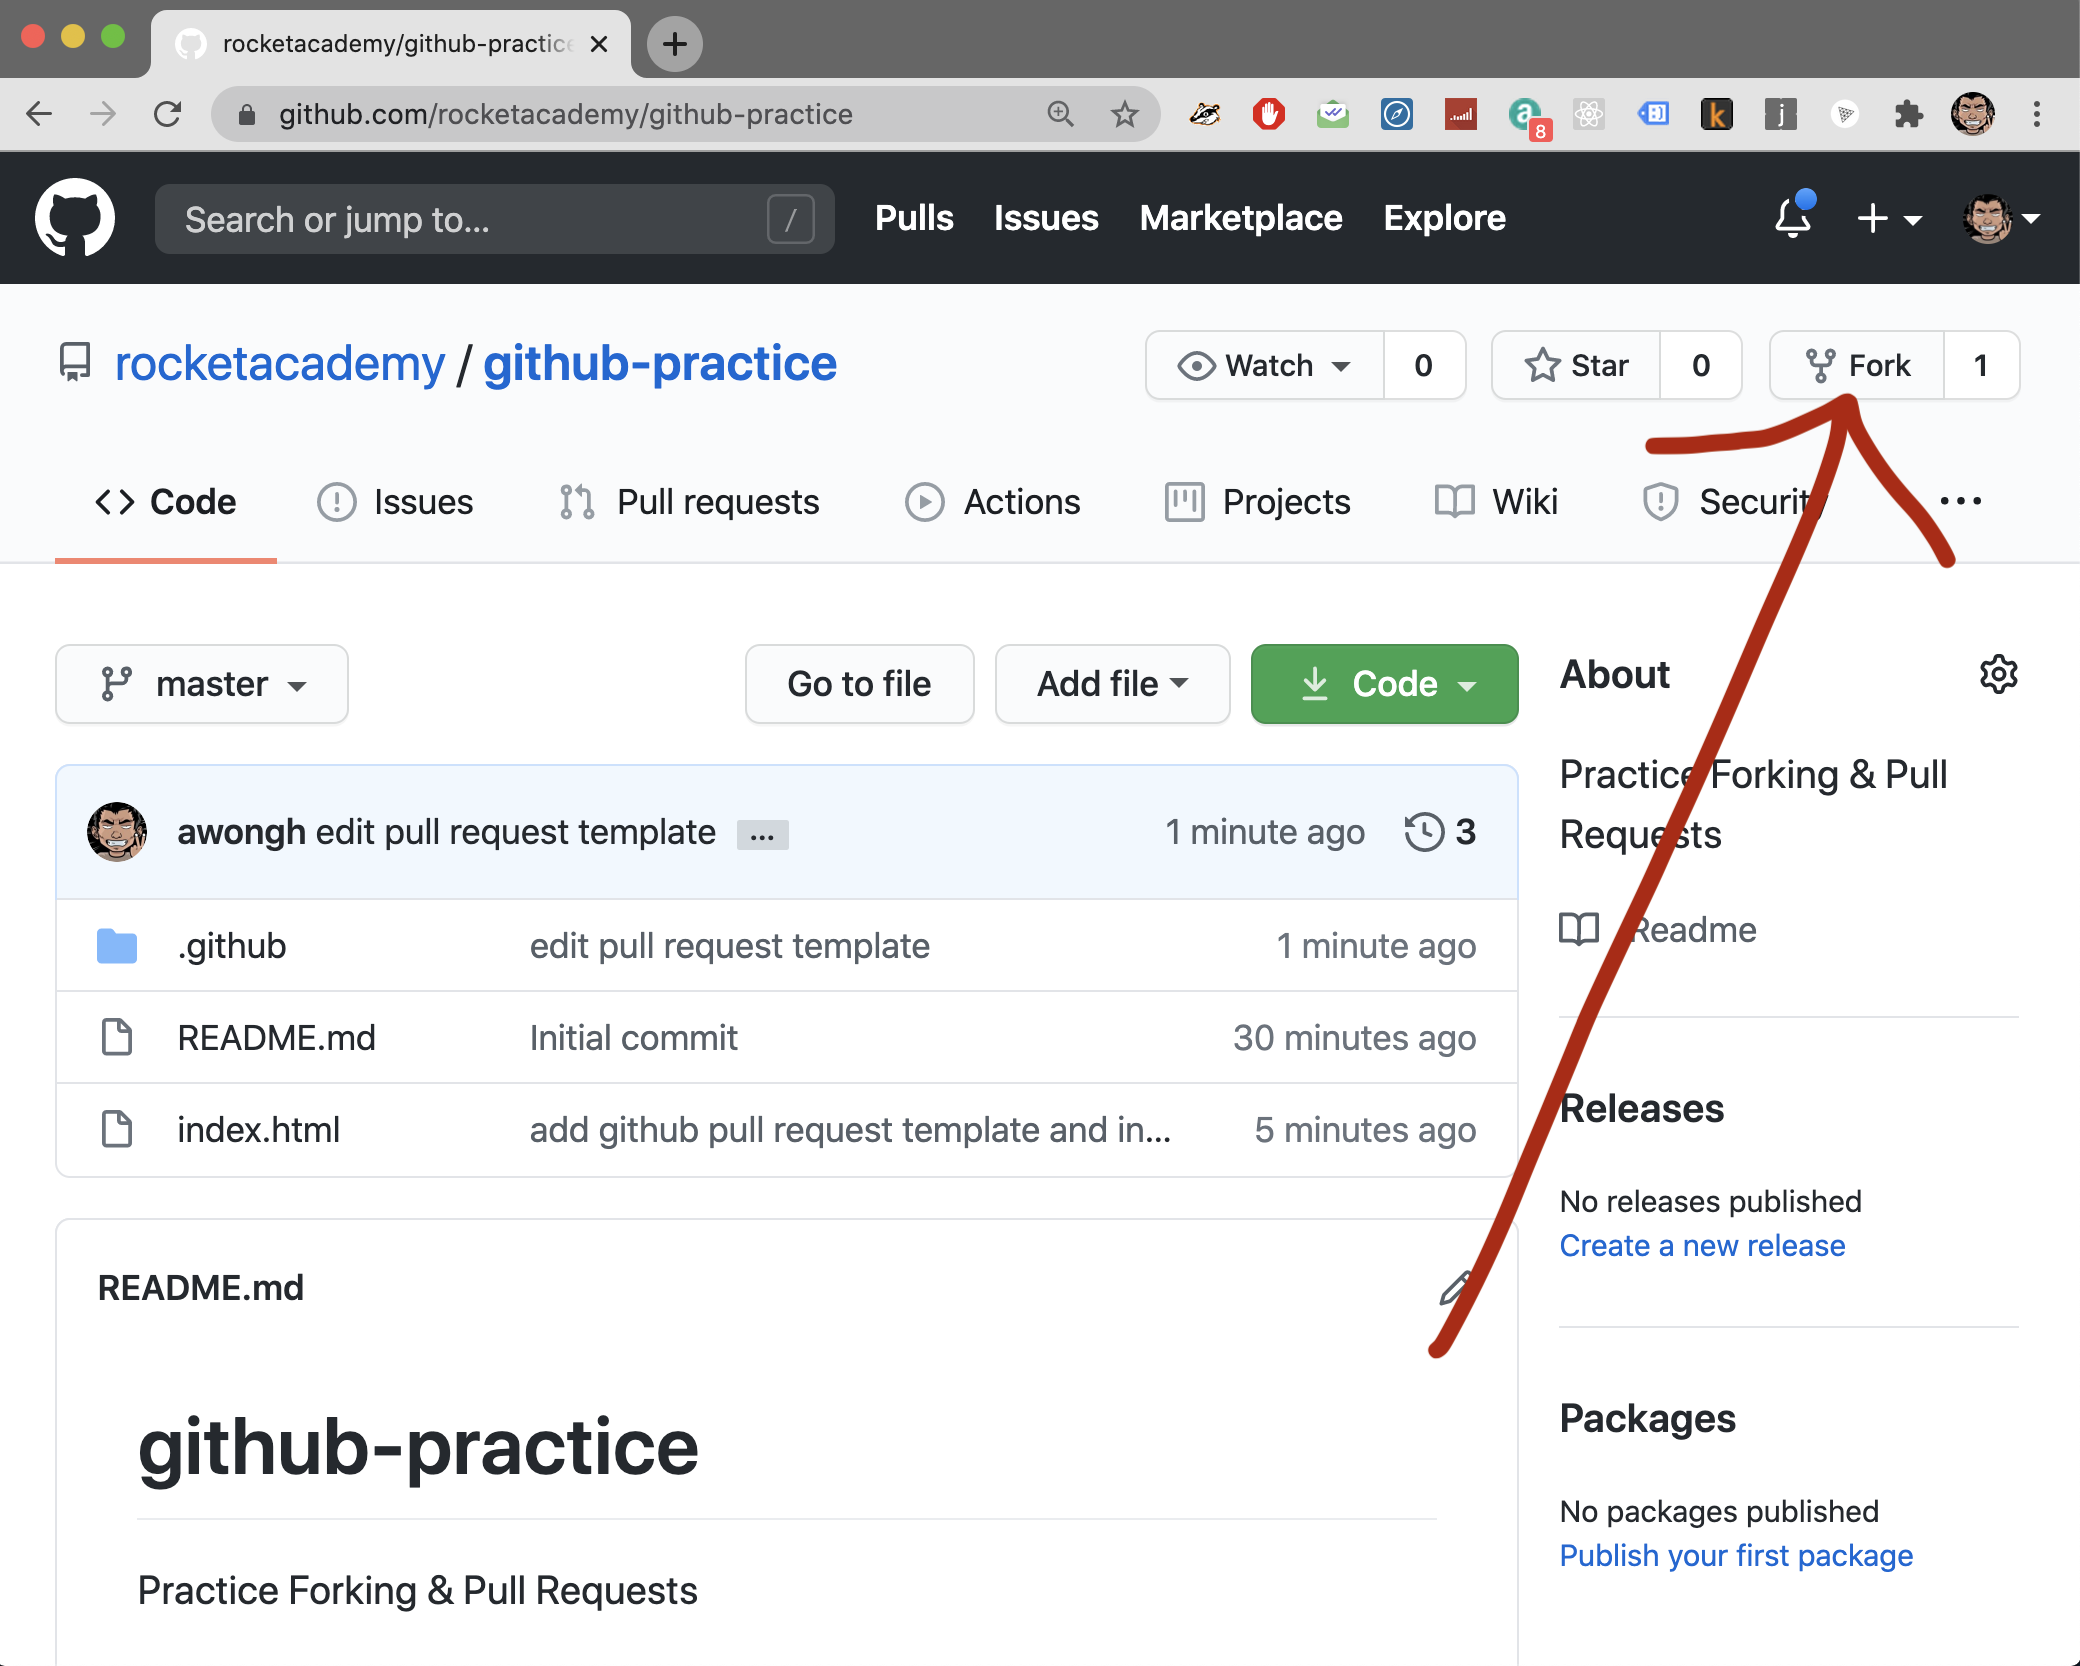 rocketacademy/github-practice
github.com/rocketacademy/github-practice
8
k
j
Search or jump to... /
Pulls Issues Marketplace Explore
rocketacademy / github-practice
Watch 0 Star 0 Fork 1
Code Issues Pull requests Actions Projects Wiki Security ...
master Go to file Add file Code
awongh edit pull request template ... 1 minute ago 3
.github edit pull request template 1 minute ago
README.md Initial commit 30 minutes ago
index.html add github pull request template and in... 5 minutes ago
README.md
github-practice
Practice Forking & Pull Requests
About
Practice Forking & Pull
Requests
Readme
Releases
No releases published
Create a new release
Packages
No packages published
Publish your first package